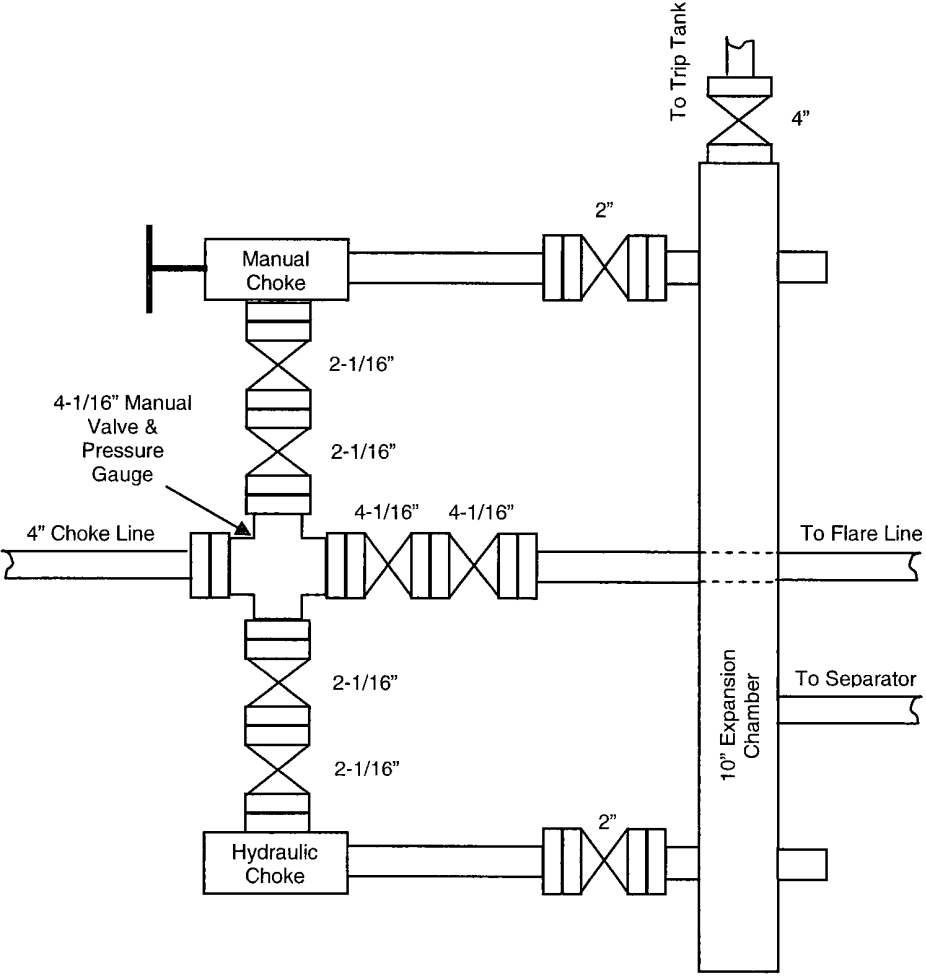 To Trip Tank
4”
2”
Manual
Choke
2-1/16”
4-1/16” Manual
Valve &
Pressure
Gauge
2-1/16”
4-1/16”
4-1/16”
4” Choke Line
To Flare Line
10” Expansion
Chamber
To Separator
2-1/16”
2-1/16”
2”
Hydraulic
Choke